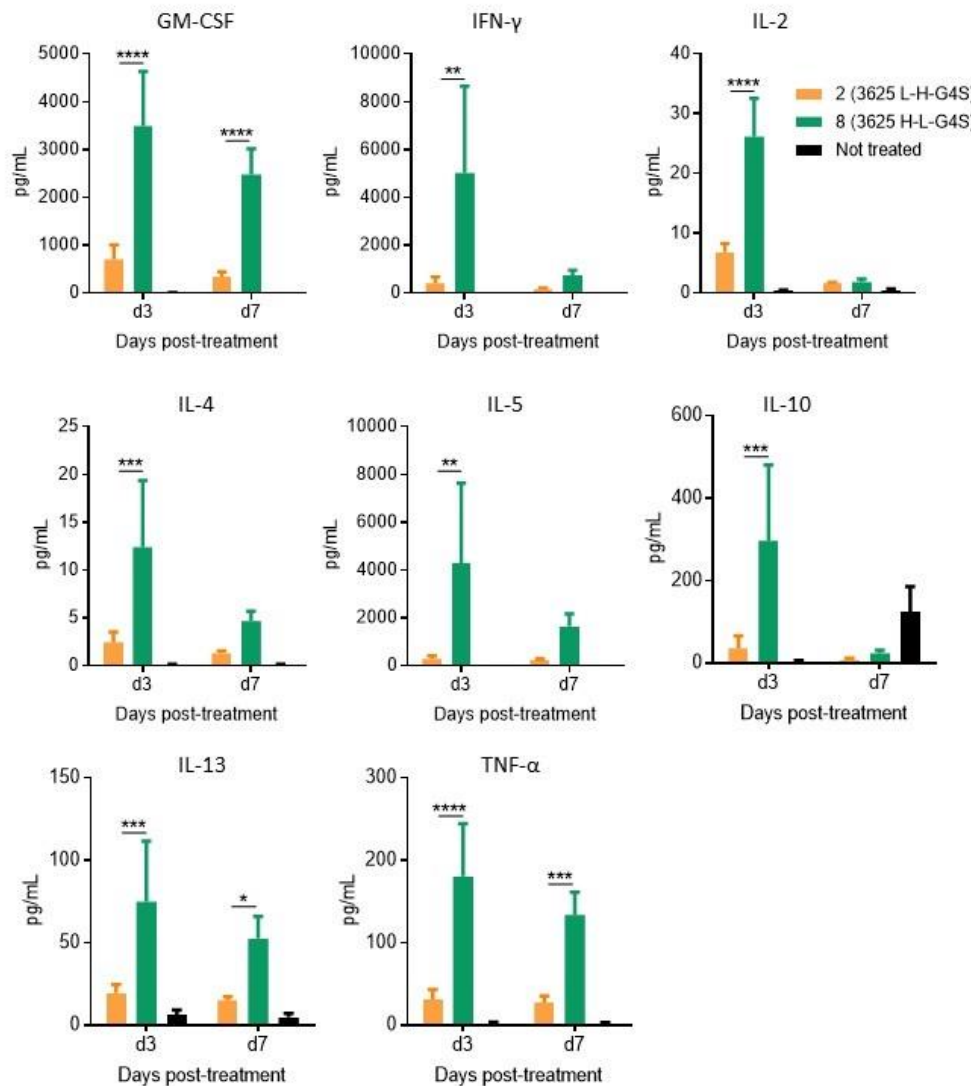 GM-CSF
5000
4000
3000
2000
1000
0
pg/mL
****
****
d3
d7
Days post-treatment
IFN-γ
10000
8000
6000
4000
2000
0
pg/mL
**
d3
d7
Days post-treatment
IL-2
40
30
20
10
0
pg/mL
****
d3
d7
Days post-treatment
2 (3625 L-H-G4S)
8 (3625 H-L-G4S)
Not treated
IL-4
25
20
15
10
5
0
pg/mL
***
d3
d7
Days post-treatment
IL-5
10000
8000
6000
4000
2000
0
pg/mL
**
d3
d7
Days post-treatment
IL-10
600
400
200
0
pg/mL
***
d3
d7
Days post-treatment
IL-13
150
100
50
0
pg/mL
***
*
d3
d7
Days post-treatment
TNF-α
300
200
100
0
pg/mL
****
***
d3
d7
Days post-treatment